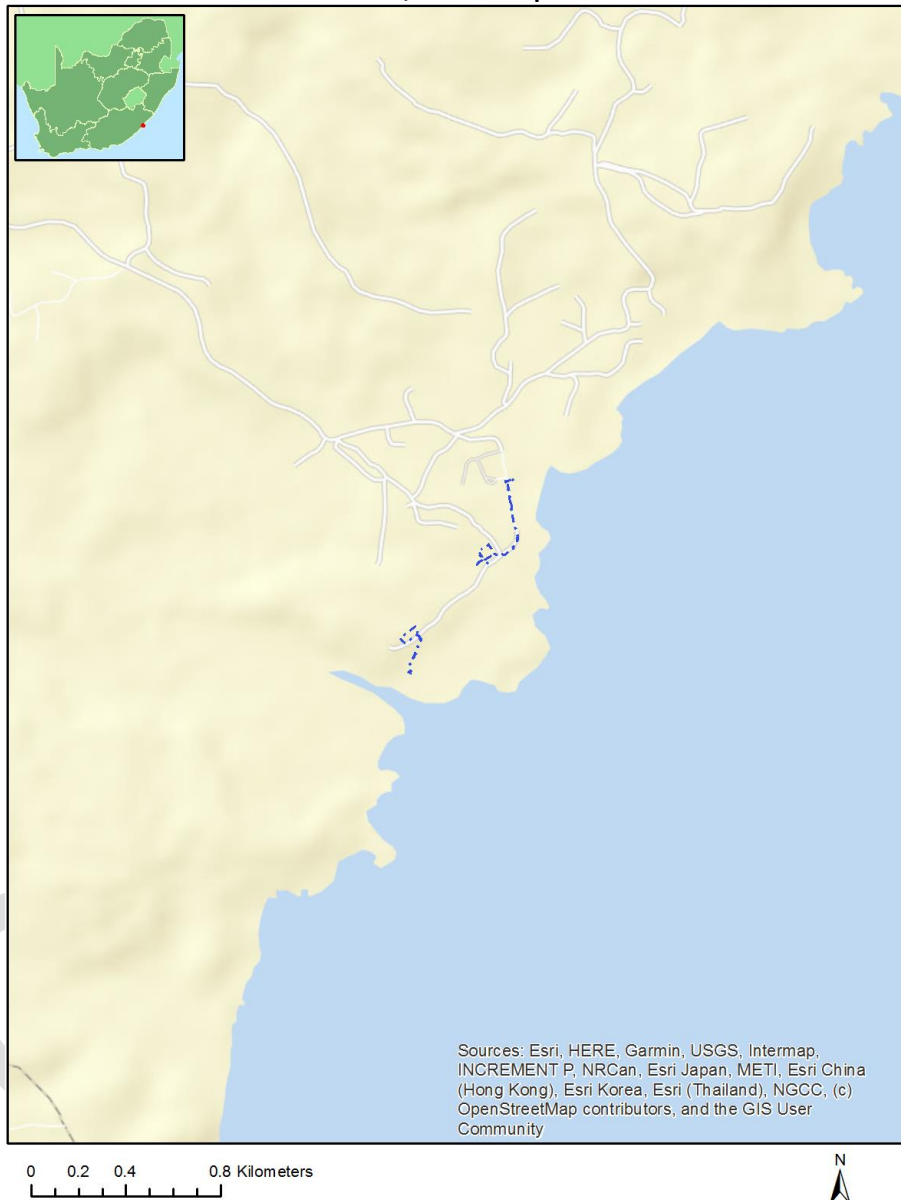 Sources: Esri, HERE, Garmin, USGS, Intermap,
INCREMENT P, NRCan, Esri Japan, METI, Esri China
(Hong Kong), Esri Korea, Esri (Thailand), NGCC, (c)
OpenStreetMap contributors, and the GIS User
Community
0 0.2 0.4 0.8 Kilometers
N